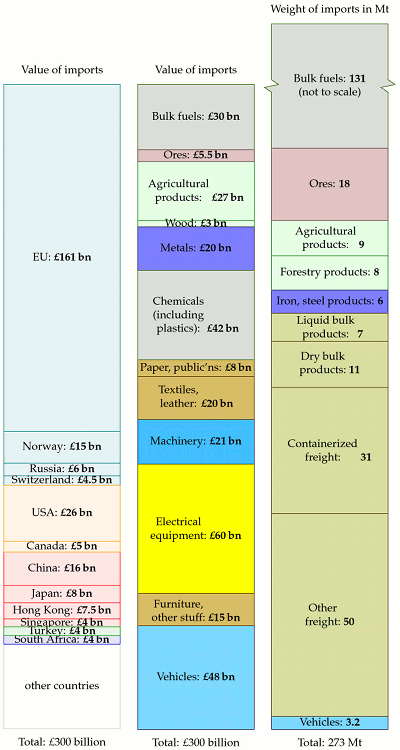 Value of imports
EU: £161 bn
Norway: £15 bn
Russia: £6 bn
Switzerland: £4.5 bn
USA: £26 bn
Canada: £5 bn
China: £16 bn
Japan: £8 bn
Hong Kong: £7.5 bn
Singapore: £4 bn
Turkey: £4 bn
South Africa: £4 bn
other countries
Total: £300 billion
Value of imports
Bulk fuels: £30 bn
Ores: £5.5 bn
Agricultural
products: £27 bn
Wood: £3 bn
Metals: £20 bn
Chemicals
(including
plastics): £42 bn
Paper, public'ns: £8 bn
Textiles,
leather: £20 bn
Machinery: £21 bn
Electrical
equipment: £60 bn
Furniture,
other stuff: £15 bn
Vehicles: £48 bn
Total: £300 billion
Weight of imports in Mt
Bulk fuels: 131
(not to scale)
Ores: 18
Agricultural
products: 9
Forestry products: 8
Iron, steel products: 6
Liquid bulk
products: 7
Dry bulk
products: 11
Containerized
freight: 31
Other
freight: 50
Vehicles: 3.2
Total: 273 Mt